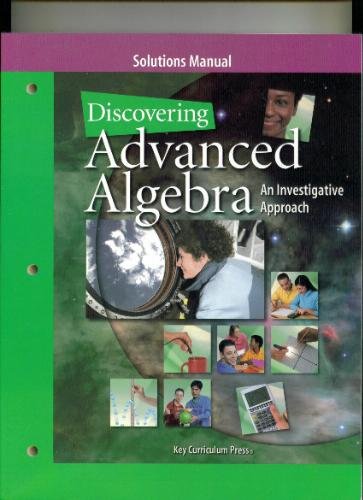 Solutions Manual
Discovering
Advanced
Algebra
An Investigative
Approach
Key Curriculum Press®